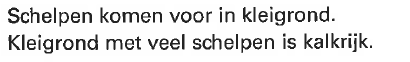 Schelpen komen voor in kleigrond.
Kleigrond met veel schelpen is kalkrijk.